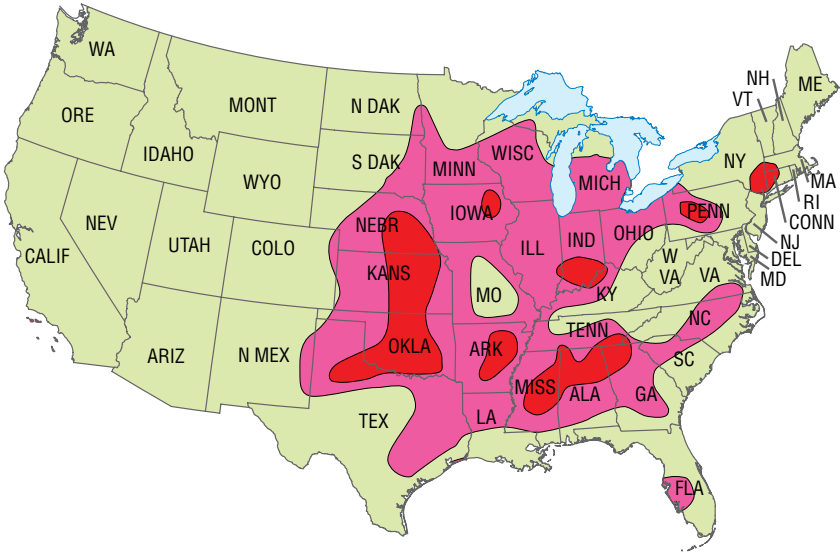 WA
ORE
CALIF
NEV
IDAHO
MONT
WYO
UTAH
COLO
ARIZ
N MEX
N DAK
S DAK
NEBR
KANS
OKLA
TEX
MINN
IOWA
MO
ARK
LA
WISC
ILL
MICH
IND
OHIO
KY
TENN
MISS
ALA
GA
FLA
SC
NC
VA
W
VA
PENN
NY
VT
NH
ME
MA
RI
CONN
NJ
DEL
MD